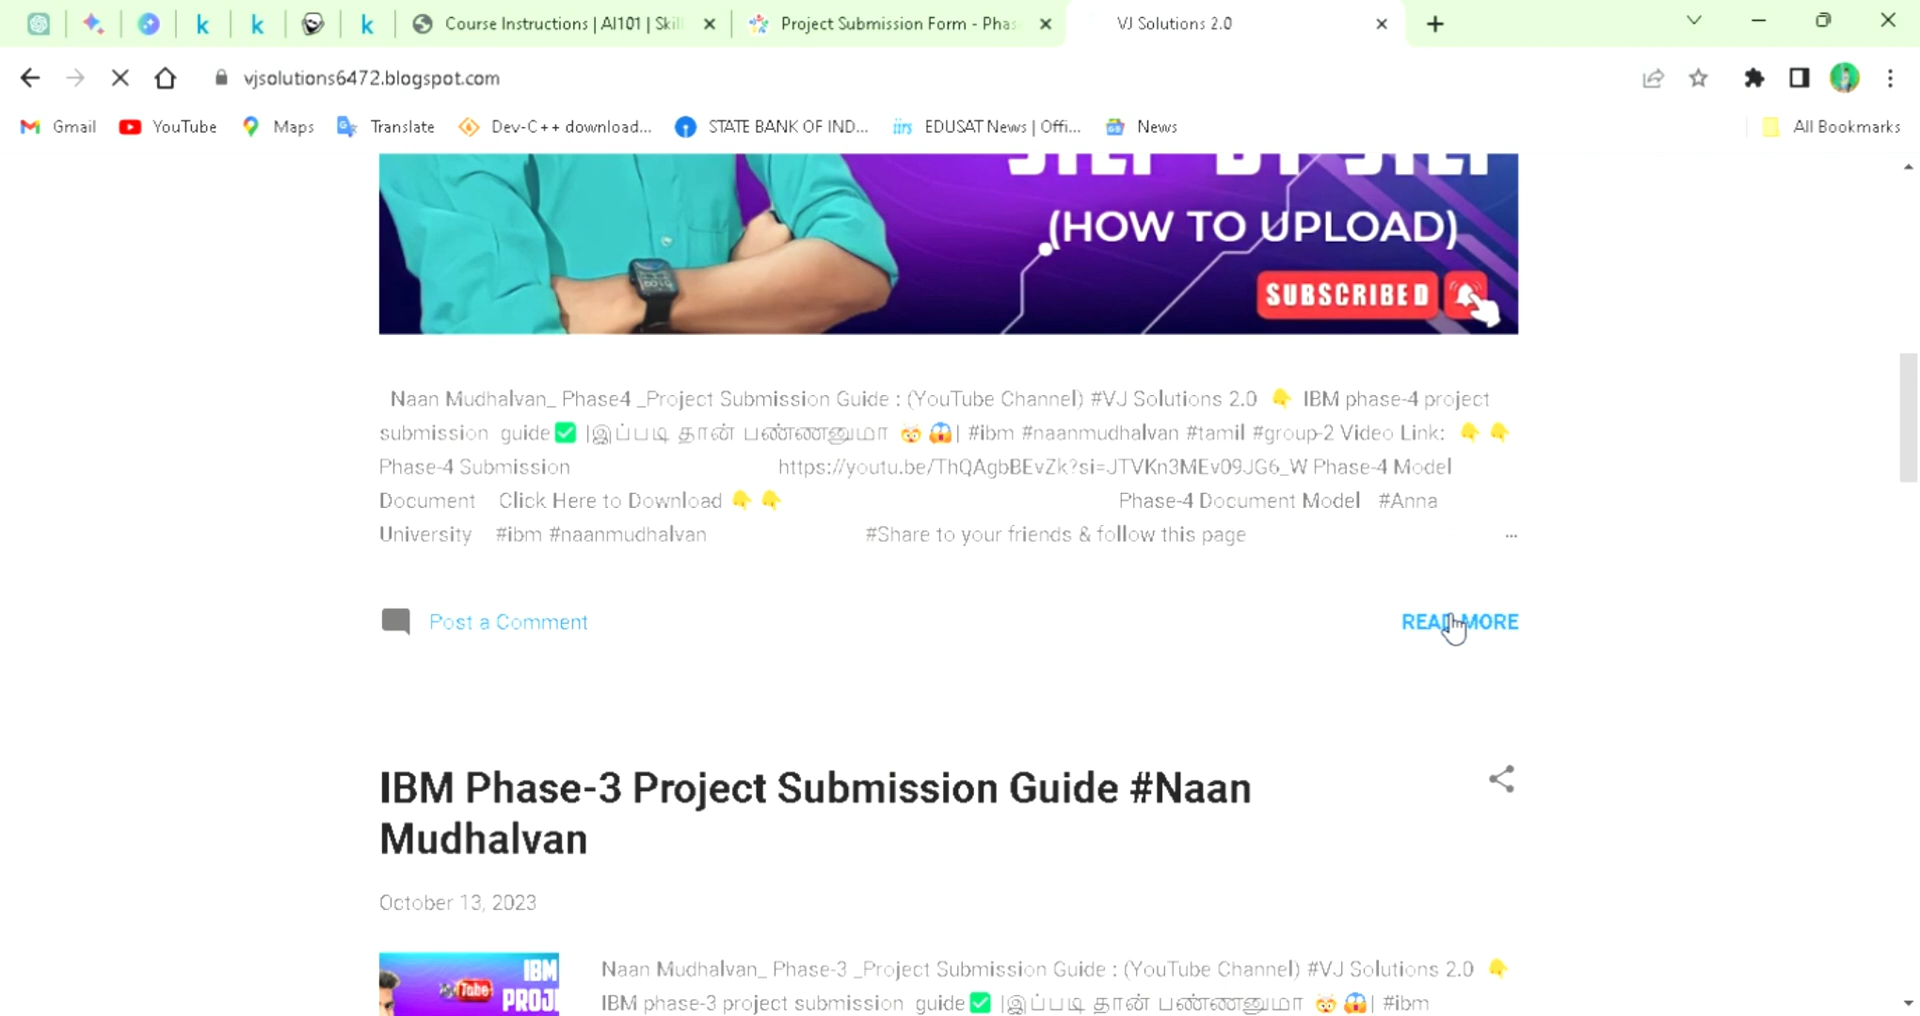 Course Instructions | AI101 | Skil
Project Submission Form - Phas
VJ Solutions 2.0
vjsolutions6472.blogspot.com
Gmail
YouTube
Maps
Translate
Dev-C++ download...
STATE BANK OF IND...
iirs EDUSAT News | Offi...
News
All Bookmarks
(HOW TO UPLOAD)
SUBSCRIBED
Naan Mudhalvan_ Phase4 _Project Submission Guide : (YouTube Channel) #VJ Solutions 2.0 👇 IBM phase-4 project
submission guide✅ |இப்படி தான் பண்ணனுமா 🤯 😱| #ibm #naanmudhalvan #tamil #group-2 Video Link: 👇 👇
Phase-4 Submission https://youtu.be/ThQAgbBEvZk?si=JTVKn3MEv09JG6_W Phase-4 Model
Document Click Here to Download 👇 👇 Phase-4 Document Model #Anna
University #ibm #naanmudhalvan #Share to your friends & follow this page ...
Post a Comment
READ MORE
IBM Phase-3 Project Submission Guide #Naan
Mudhalvan
October 13, 2023
IBM
Tube
PROJ
Naan Mudhalvan_ Phase-3 _Project Submission Guide : (YouTube Channel) #VJ Solutions 2.0 👇
IBM phase-3 project submission guide✅ |இப்படி தான் பண்ணனுமா 🤯 😱| #ibm